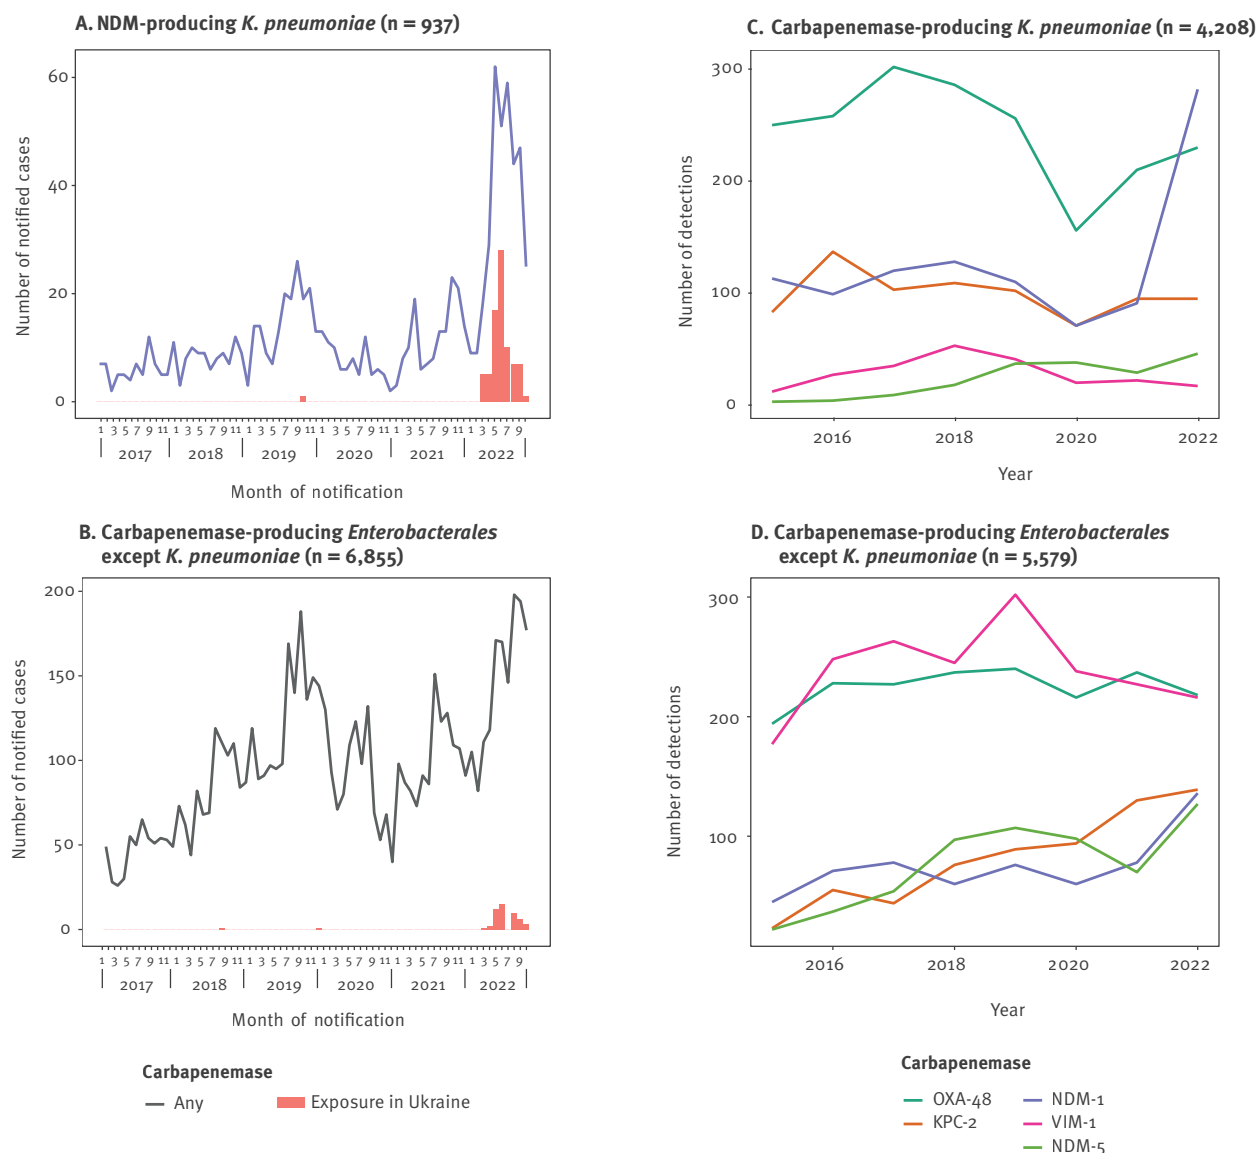 A. NDM-producing K. pneumoniae (n = 937)
Number of notified cases
60
40
20
0
1 3 5 7 9 11 1 3 5 7 9 11 1 3 5 7 9 11 1 3 5 7 9 11 1 3 5 7 9 11 1 3 5 7 9
2017 2018 2019 2020 2021 2022
Month of notification
B. Carbapenemase-producing Enterobacterales
except K. pneumoniae (n = 6,855)
Number of notified cases
200
150
100
50
0
1 3 5 7 9 11 1 3 5 7 9 11 1 3 5 7 9 11 1 3 5 7 9 11 1 3 5 7 9 11 1 3 5 7 9
2017 2018 2019 2020 2021 2022
Month of notification
Carbapenemase
Any
Exposure in Ukraine
C. Carbapenemase-producing K. pneumoniae (n = 4,208)
Number of detections
300
200
100
0
2016 2018 2020 2022
Year
D. Carbapenemase-producing Enterobacterales
except K. pneumoniae (n = 5,579)
Number of detections
300
200
100
2016 2018 2020 2022
Year
Carbapenemase
OXA-48
KPC-2
NDM-1
VIM-1
NDM-5